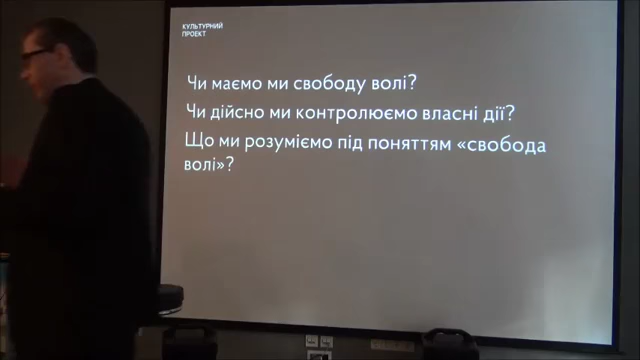 КУЛЬТУРНИЙ
ПРОЕКТ
Чи маємо ми свободу волі?
Чи дійсно ми контролюємо власні дії?
Що ми розуміємо під поняттям «свобода
волі»?